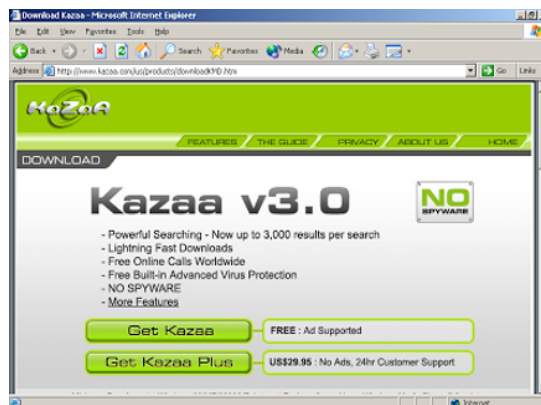 Download Kazaa - Microsoft Internet Explorer
File Edit View Favorites Tools Help
Back Search Favorites Media
Address http://www.kazaa.com/us/products/downloadKMD.htm Go Links
KaZaA
FEATURES THE GUIDE PRIVACY ABOUT US HOME
DOWNLOAD
Kazaa v3.0
NO
SPYWARE
- Powerful Searching - Now up to 3,000 results per search
- Lightning Fast Downloads
- Free Online Calls Worldwide
- Free Built-in Advanced Virus Protection
- NO SPYWARE
- More Features
Get Kazaa FREE : Ad Supported
Get Kazaa Plus US$29.95 : No Ads, 24hr Customer Support
Internet